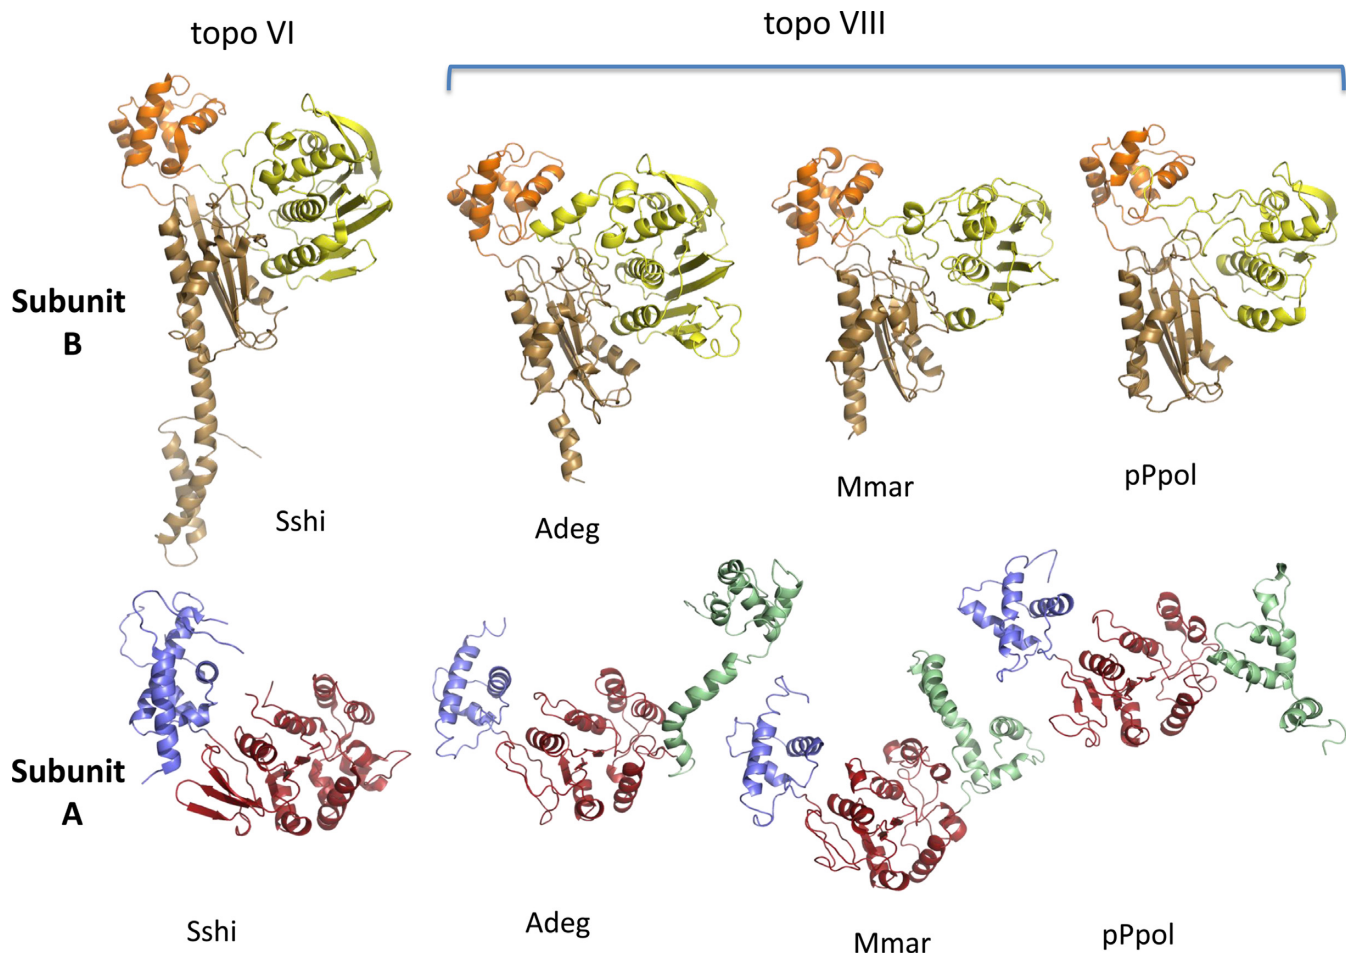 topo VI
topo VIII
Subunit
B
Sshi
Adeg
Mmar
pPpol
Subunit
A
Sshi
Adeg
Mmar
pPpol